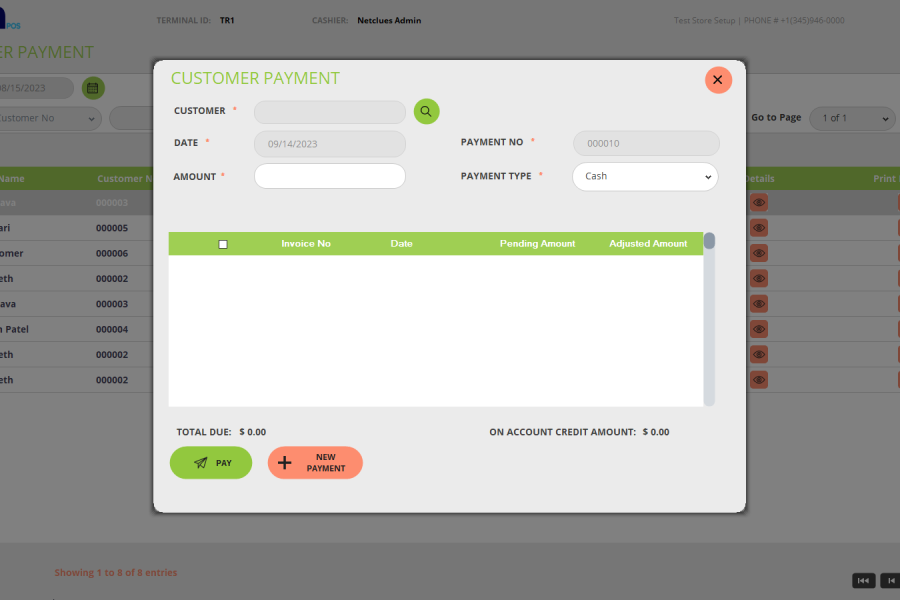 POS
TERMINAL ID: TR1
CASHIER: Netclues Admin
Test Store Setup | PHONE # +1(345)946-0000
ER PAYMENT
08/15/2023
Customer No
Go to Page
1 of 1
CUSTOMER PAYMENT
CUSTOMER *
DATE *
09/14/2023
PAYMENT NO *
000010
AMOUNT *
PAYMENT TYPE *
Cash
Name
Customer N
Details
Print
ava 000003
ari 000005
omer 000006
eth 000002
ava 000003
n Patel 000004
eth 000002
eth 000002
Invoice No Date Pending Amount Adjusted Amount
TOTAL DUE: $ 0.00
ON ACCOUNT CREDIT AMOUNT: $ 0.00
PAY
NEW
PAYMENT
Showing 1 to 8 of 8 entries